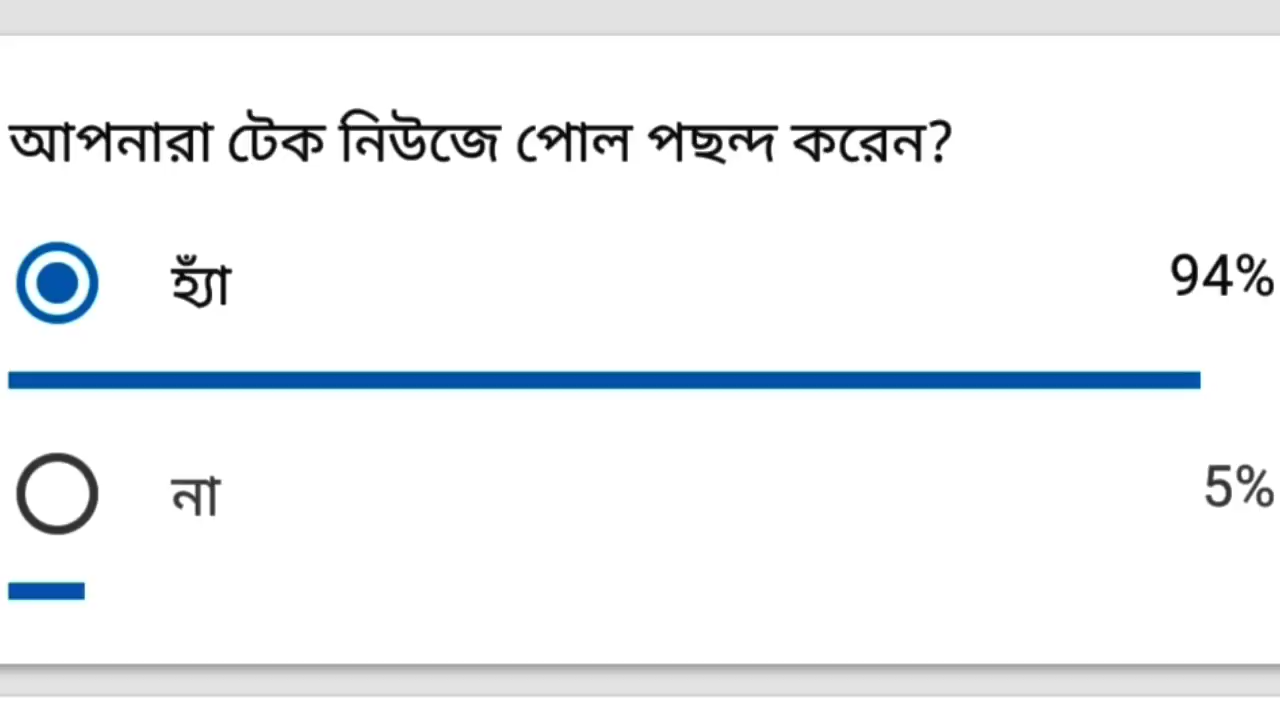 আপনারা টেক নিউজে পোল পছন্দ করেন?
হ্যাঁ 94%
না 5%